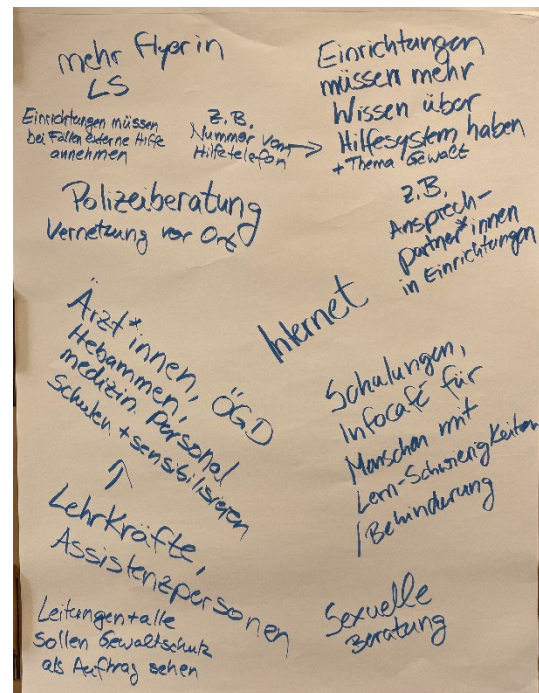 mehr Flyer in
LS
Einrichtungen müssen
bei Fällen externe Hilfe
annehmen
z.B.
Nummer vom
Hilfetelefon →
Einrichtungen
müssen mehr
Wissen über
Hilfesystem haben
+ Thema Gewalt
z.B.
Ansprech-
partner*innen
in Einrichtungen
Polizeiberatung
Vernetzung vor Ort
Internet
Ärzt*innen, ÖGD
Hebammen,
medizin. Personal
Schulen + sensibilisieren
Schulungen,
Infocafé für
Menschen mit
Lern-Schwierigkeiten
/Behinderung
Lehrkräfte,
Assistenzpersonen
Leitungen + alle
sollen Gewaltschutz
als Auftrag sehen
Sexuelle
Beratung